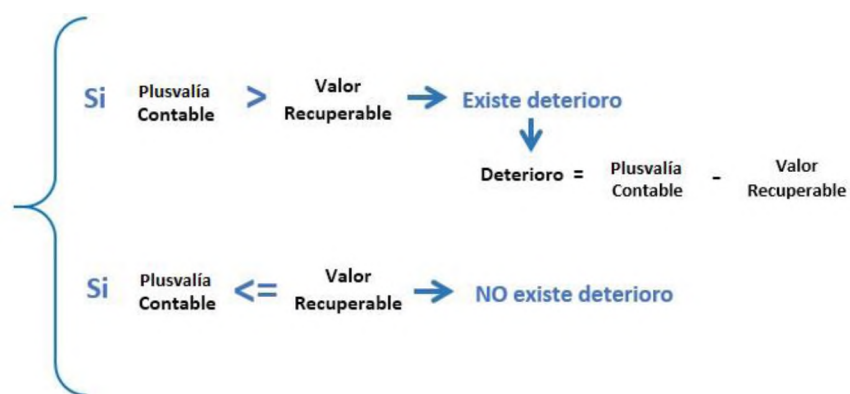 Si Plusvalía Contable > Valor Recuperable → Existe deterioro
↓
Deterioro = Plusvalía Contable - Valor Recuperable
Si Plusvalía Contable <= Valor Recuperable → NO existe deterioro